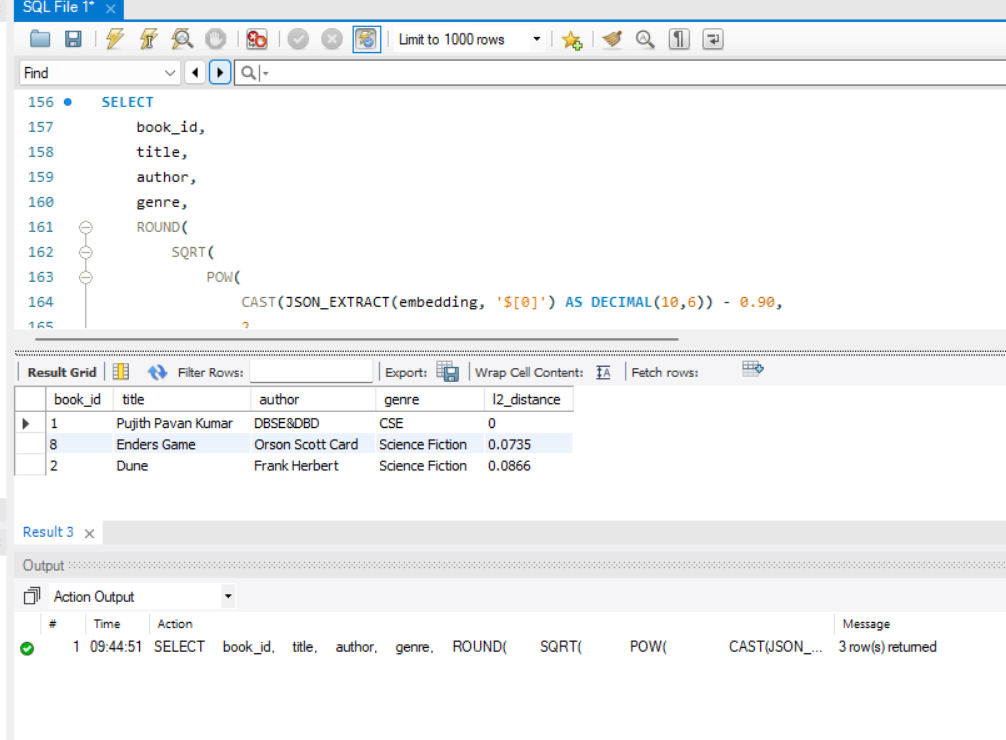 SQL File 1*
Limit to 1000 rows
Find
156 SELECT
157 book_id,
158 title,
159 author,
160 genre,
161 ROUND(
162 SQRT(
163 POW(
164 CAST(JSON_EXTRACT(embedding, '$[0]') AS DECIMAL(10,6)) - 0.90,
165 2
Result Grid Filter Rows: Export: Wrap Cell Content: Fetch rows:
book_id title author genre l2_distance
1 Pujith Pavan Kumar DBSE&DBD CSE 0
8 Enders Game Orson Scott Card Science Fiction 0.0735
2 Dune Frank Herbert Science Fiction 0.0866
Result 3
Output
Action Output
# Time Action Message
1 09:44:51 SELECT book_id, title, author, genre, ROUND( SQRT( POW( CAST(JSON_... 3 row(s) returned